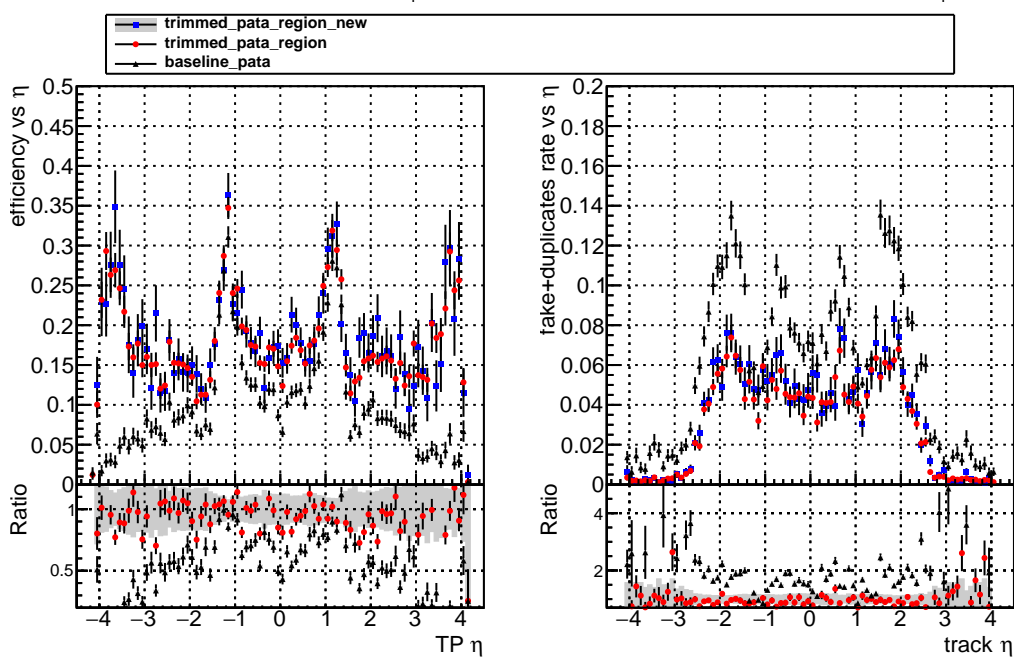 trimmed_pata_region_new
trimmed_pata_region
baseline_pata
efficiency vs η
0.5
0.45
0.4
0.35
0.3
0.25
0.2
0.15
0.1
0.05
0
Ratio
1
0.5
−4 −3 −2 −1 0 1 2 3 4
TP η
fake+duplicates rate vs η
0.2
0.18
0.16
0.14
0.12
0.1
0.08
0.06
0.04
0.02
0
Ratio
4
2
−4 −3 −2 −1 0 1 2 3 4
track η